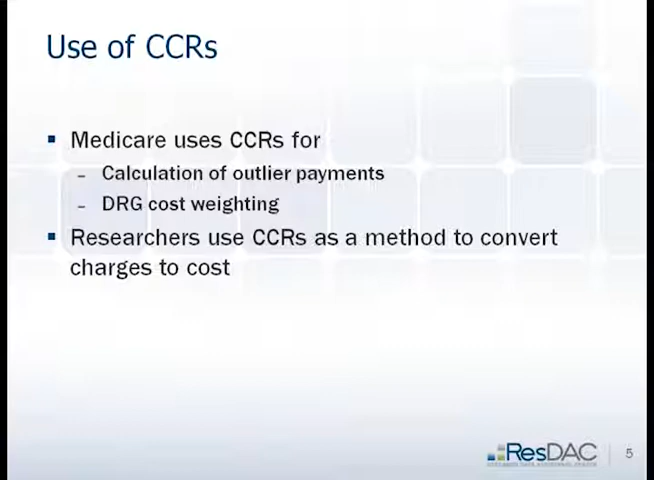 Use of CCRs
▪ Medicare uses CCRs for
– Calculation of outlier payments
– DRG cost weighting
▪ Researchers use CCRs as a method to convert
charges to cost
ResDAC
5